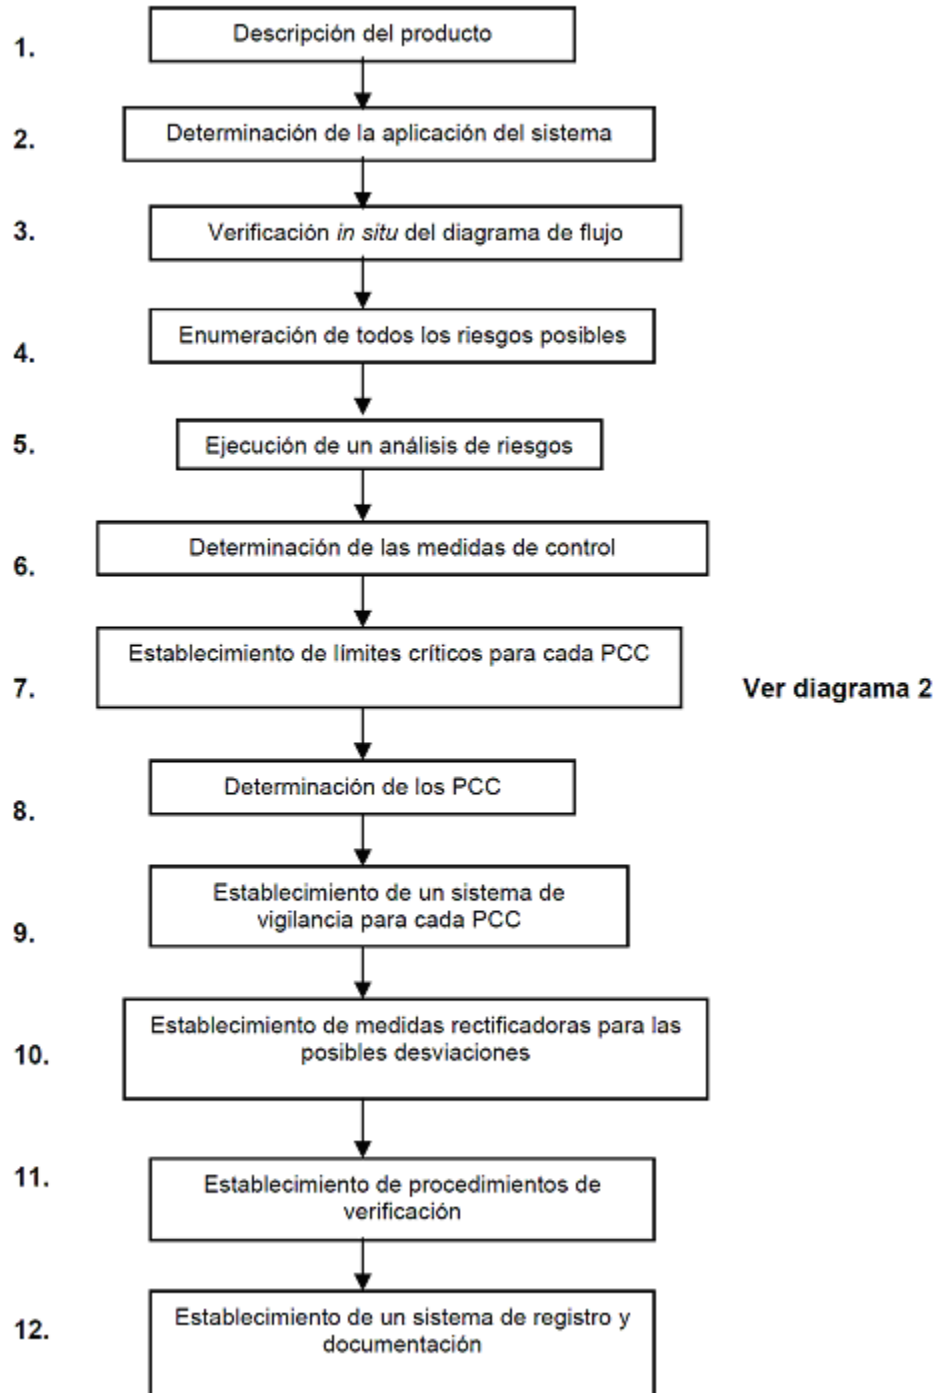 1.
Descripción del producto
2.
Determinación de la aplicación del sistema
3.
Verificación in situ del diagrama de flujo
4.
Enumeración de todos los riesgos posibles
5.
Ejecución de un análisis de riesgos
6.
Determinación de las medidas de control
7.
Establecimiento de límites críticos para cada PCC
Ver diagrama 2
8.
Determinación de los PCC
9.
Establecimiento de un sistema de
vigilancia para cada PCC
10.
Establecimiento de medidas rectificadoras para las
posibles desviaciones
11.
Establecimiento de procedimientos de
verificación
12.
Establecimiento de un sistema de registro y
documentación